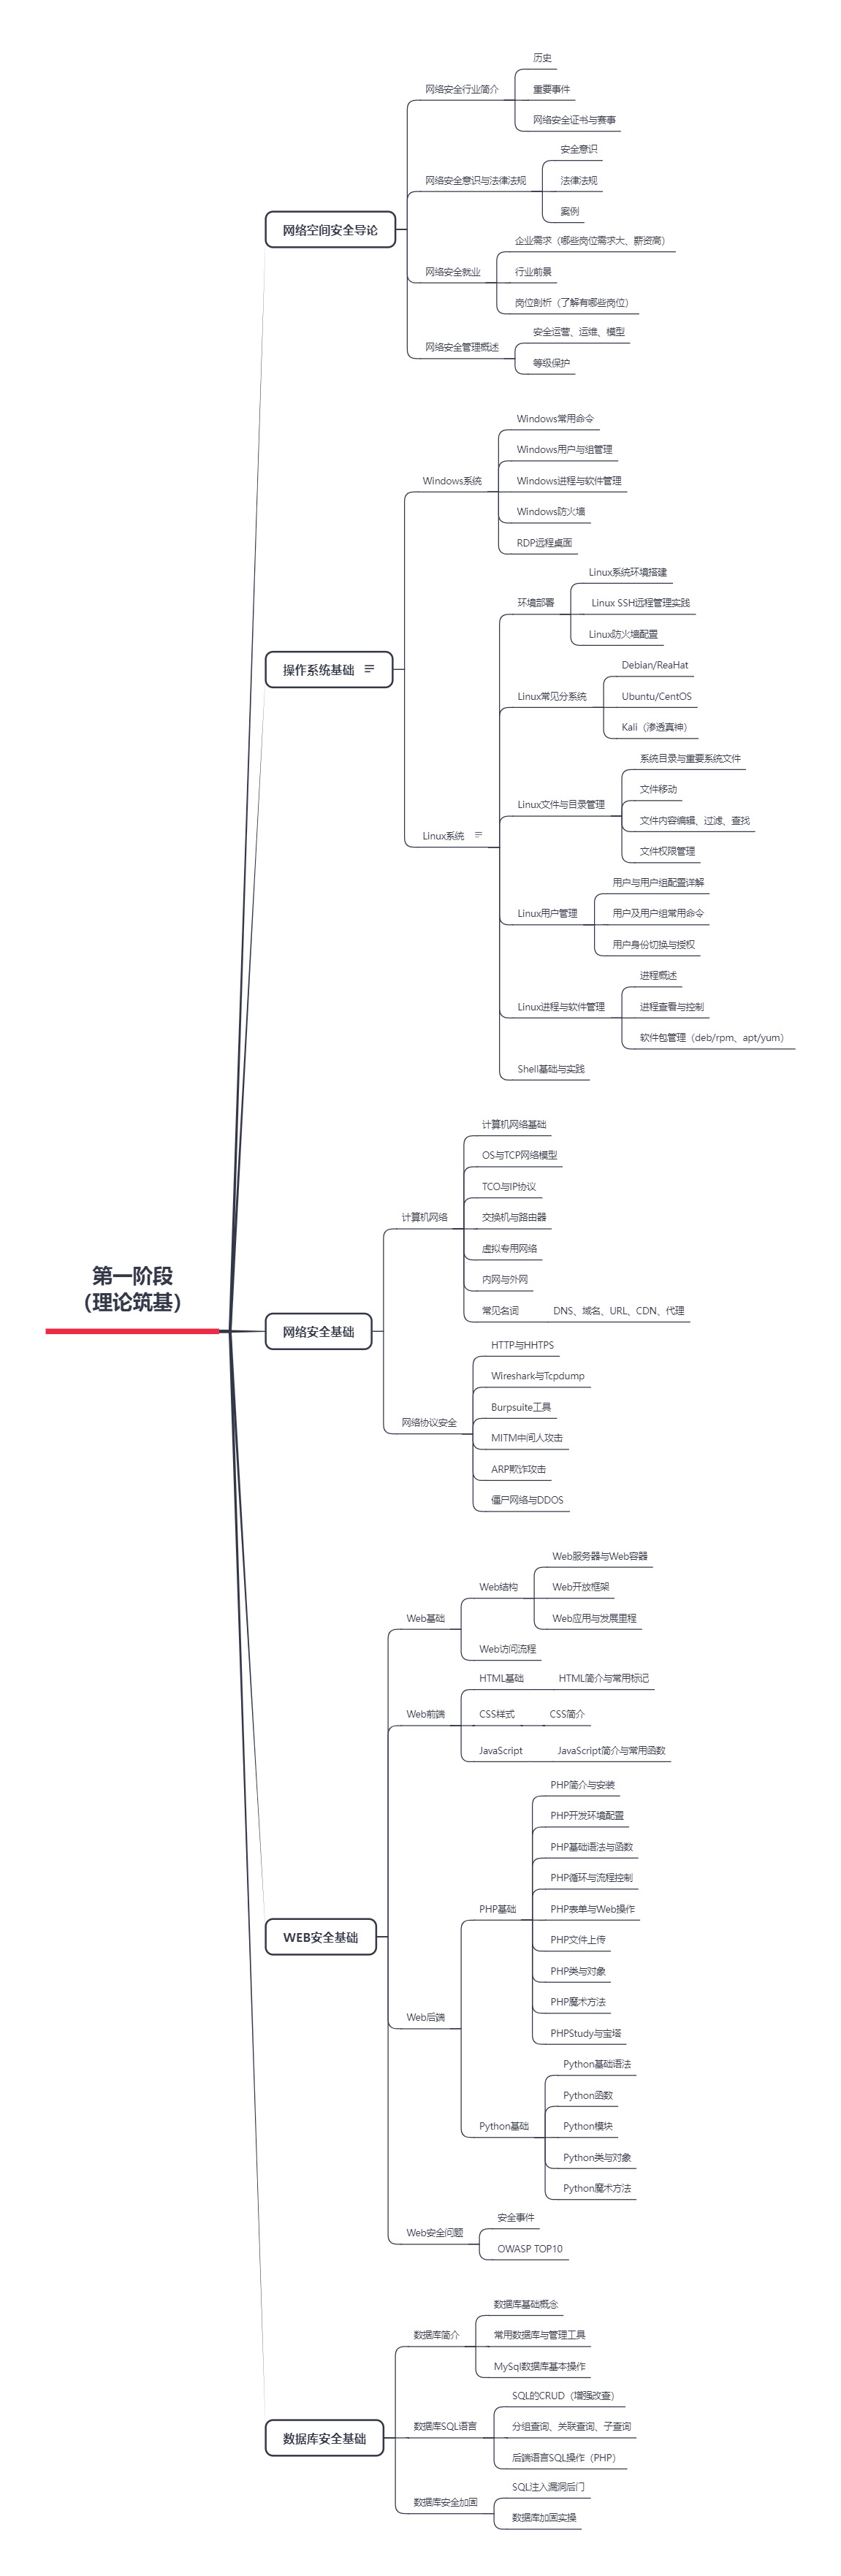 第一阶段
（理论筑基）
网络空间安全导论
网络安全行业简介
历史
重要事件
网络安全证书与赛事
网络安全意识与法律法规
安全意识
法律法规
案例
网络安全就业
企业需求（哪些岗位需求大、薪资高）
行业前景
岗位剖析（了解有哪些岗位）
网络安全管理概述
安全运营、运维、模型
等级保护
操作系统基础
Windows系统
Windows常用命令
Windows用户与组管理
Windows进程与软件管理
Windows防火墙
RDP远程桌面
Linux系统
环境部署
Linux系统环境搭建
Linux SSH远程管理实践
Linux防火墙配置
Linux常见分系统
Debian/ReaHat
Ubuntu/CentOS
Kali（渗透真神）
Linux文件与目录管理
系统目录与重要系统文件
文件移动
文件内容编辑、过滤、查找
文件权限管理
Linux用户管理
用户与用户组配置详解
用户及用户组常用命令
用户身份切换与授权
Linux进程与软件管理
进程概述
进程查看与控制
软件包管理（deb/rpm、apt/yum）
Shell基础与实践
网络安全基础
计算机网络
计算机网络基础
OS与TCP网络模型
TCO与IP协议
交换机与路由器
虚拟专用网络
内网与外网
常见名词
DNS、域名、URL、CDN、代理
网络协议安全
HTTP与HHTPS
Wireshark与Tcpdump
Burpsuite工具
MITM中间人攻击
ARP欺诈攻击
僵尸网络与DDOS
WEB安全基础
Web基础
Web结构
Web服务器与Web容器
Web开放框架
Web应用与发展里程
Web访问流程
Web前端
HTML基础
HTML简介与常用标记
CSS样式
CSS简介
JavaScript
JavaScript简介与常用函数
Web后端
PHP基础
PHP简介与安装
PHP开发环境配置
PHP基础语法与函数
PHP循环与流程控制
PHP表单与Web操作
PHP文件上传
PHP类与对象
PHP魔术方法
PHPStudy与宝塔
Python基础
Python基础语法
Python函数
Python模块
Python类与对象
Python魔术方法
Web安全问题
安全事件
OWASP TOP10
数据库安全基础
数据库简介
数据库基础概念
常用数据库与管理工具
MySql数据库基本操作
数据库SQL语言
SQL的CRUD（增强改查）
分组查询、关联查询、子查询
后端语言SQL操作（PHP）
数据库安全加固
SQL注入漏洞后门
数据库加固实操